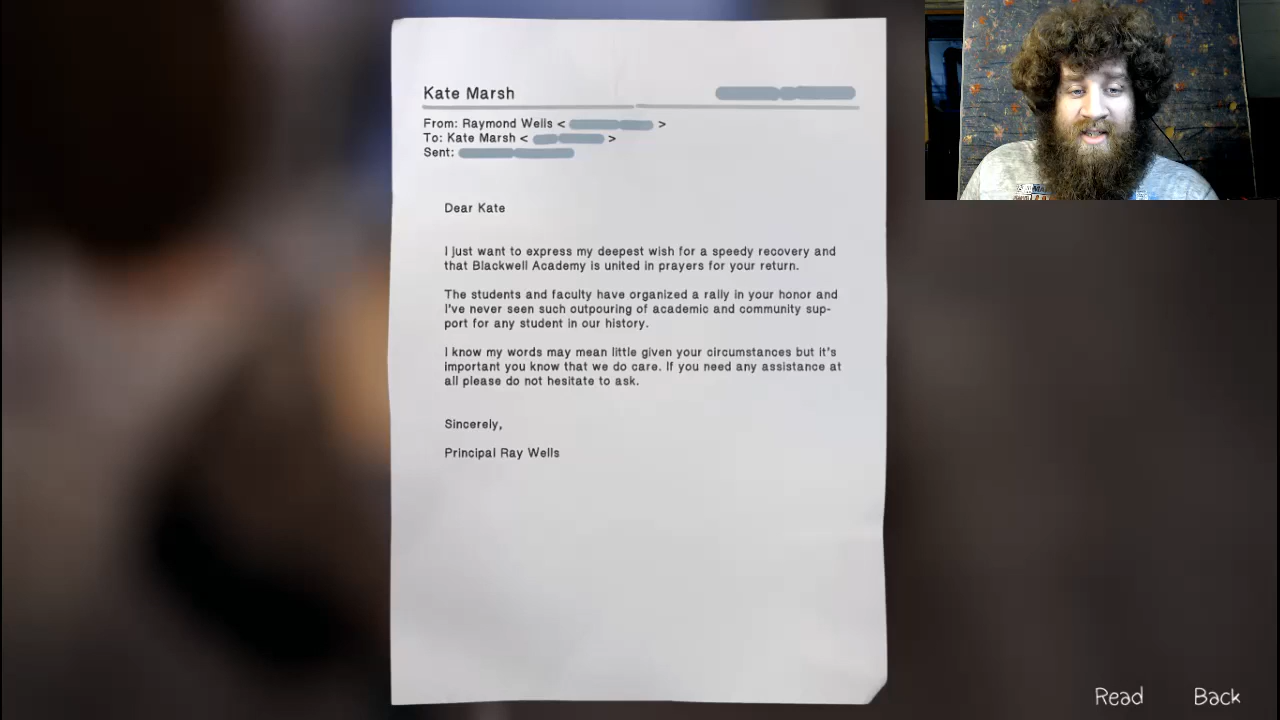 Kate Marsh
From: Raymond Wells < >
To: Kate Marsh < >
Sent:
Dear Kate
I just want to express my deepest wish for a speedy recovery and
that Blackwell Academy is united in prayers for your return.
The students and faculty have organized a rally in your honor and
I've never seen such outpouring of academic and community sup-
port for any student in our history.
I know my words may mean little given your circumstances but it's
important you know that we do care. If you need any assistance at
all please do not hesitate to ask.
Sincerely,
Principal Ray Wells
Read Back